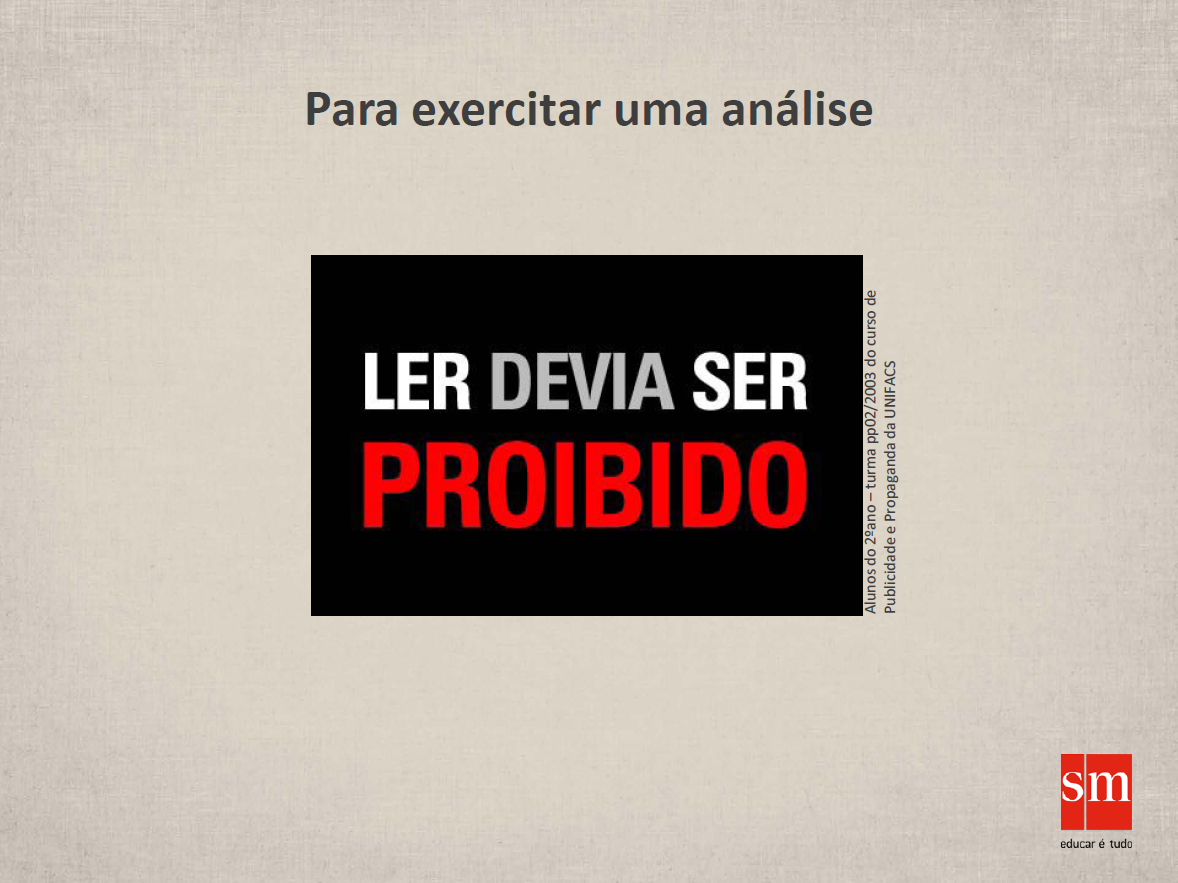 Para exercitar uma análise
LER DEVIA SER
PROIBIDO
Alunos do 2ºano – turma pp02/2003 do curso de
Publicidade e Propaganda da UNIFACS
sm
educar é tudo